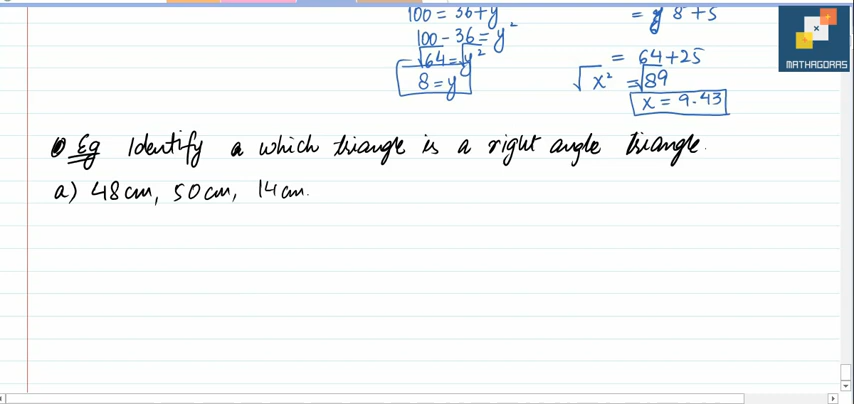 100 = 36 + y²
100 - 36 = y²
√64 = √y²
8 = y
= 8 + 5
= 64 + 25
√x² = √89
x = 9.43
MATHAGORAS
Eg Identify which triangle is a right angle triangle.
a) 48cm, 50cm, 14cm.